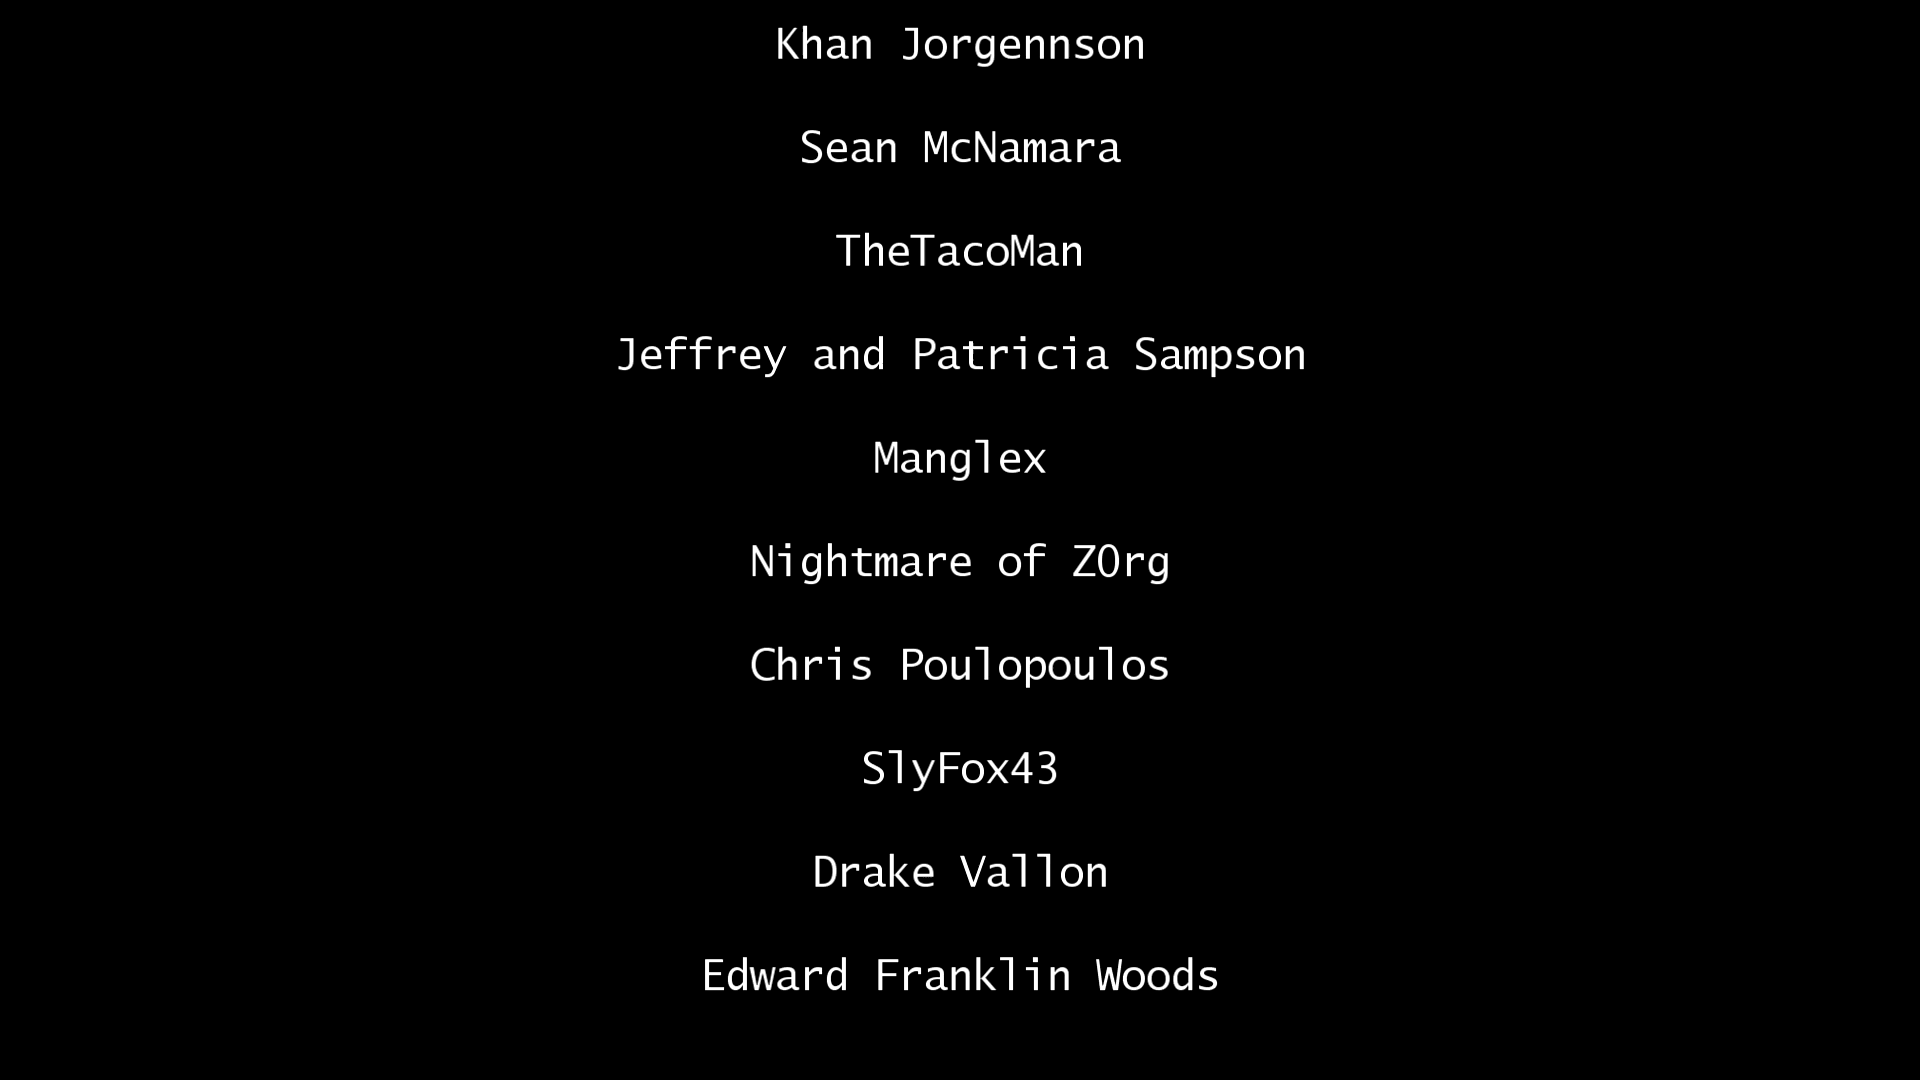 Khan Jorgennson
Sean McNamara
TheTacoMan
Jeffrey and Patricia Sampson
Manglex
Nightmare of Z0rg
Chris Poulopoulos
SlyFox43
Drake Vallon
Edward Franklin Woods